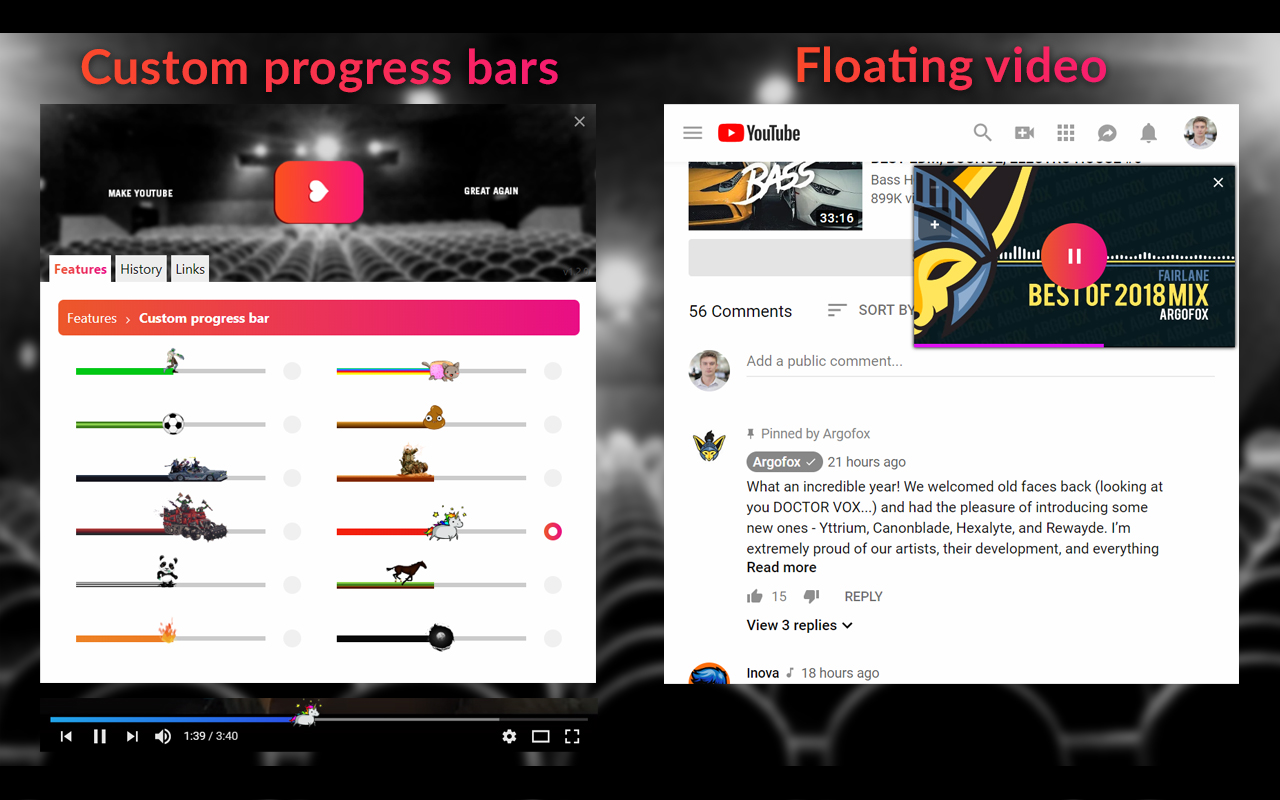 Custom progress bars
MAKE YOUTUBE
GREAT AGAIN
Features
History
Links
Features › Custom progress bar
1:39 / 3:40
Floating video
YouTube
BASS
33:16
Bass H
899K vi
FAIRLANE
BEST OF 2018 MIX
ARGOFOX
56 Comments
SORT BY
Add a public comment...
Pinned by Argofox
Argofox 21 hours ago
What an incredible year! We welcomed old faces back (looking at
you DOCTOR VOX...) and had the pleasure of introducing some
new ones - Yttrium, Canonblade, Hexalyte, and Rewayde. I'm
extremely proud of our artists, their development, and everything
Read more
15 REPLY
View 3 replies
Inova 18 hours ago